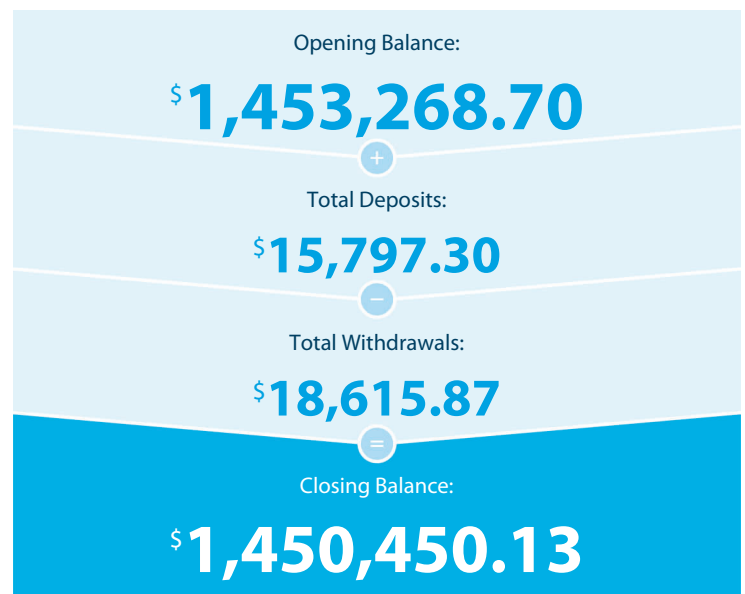 Opening Balance:
$1,453,268.70
+
Total Deposits:
$15,797.30
−
Total Withdrawals:
$18,615.87
=
Closing Balance:
$1,450,450.13